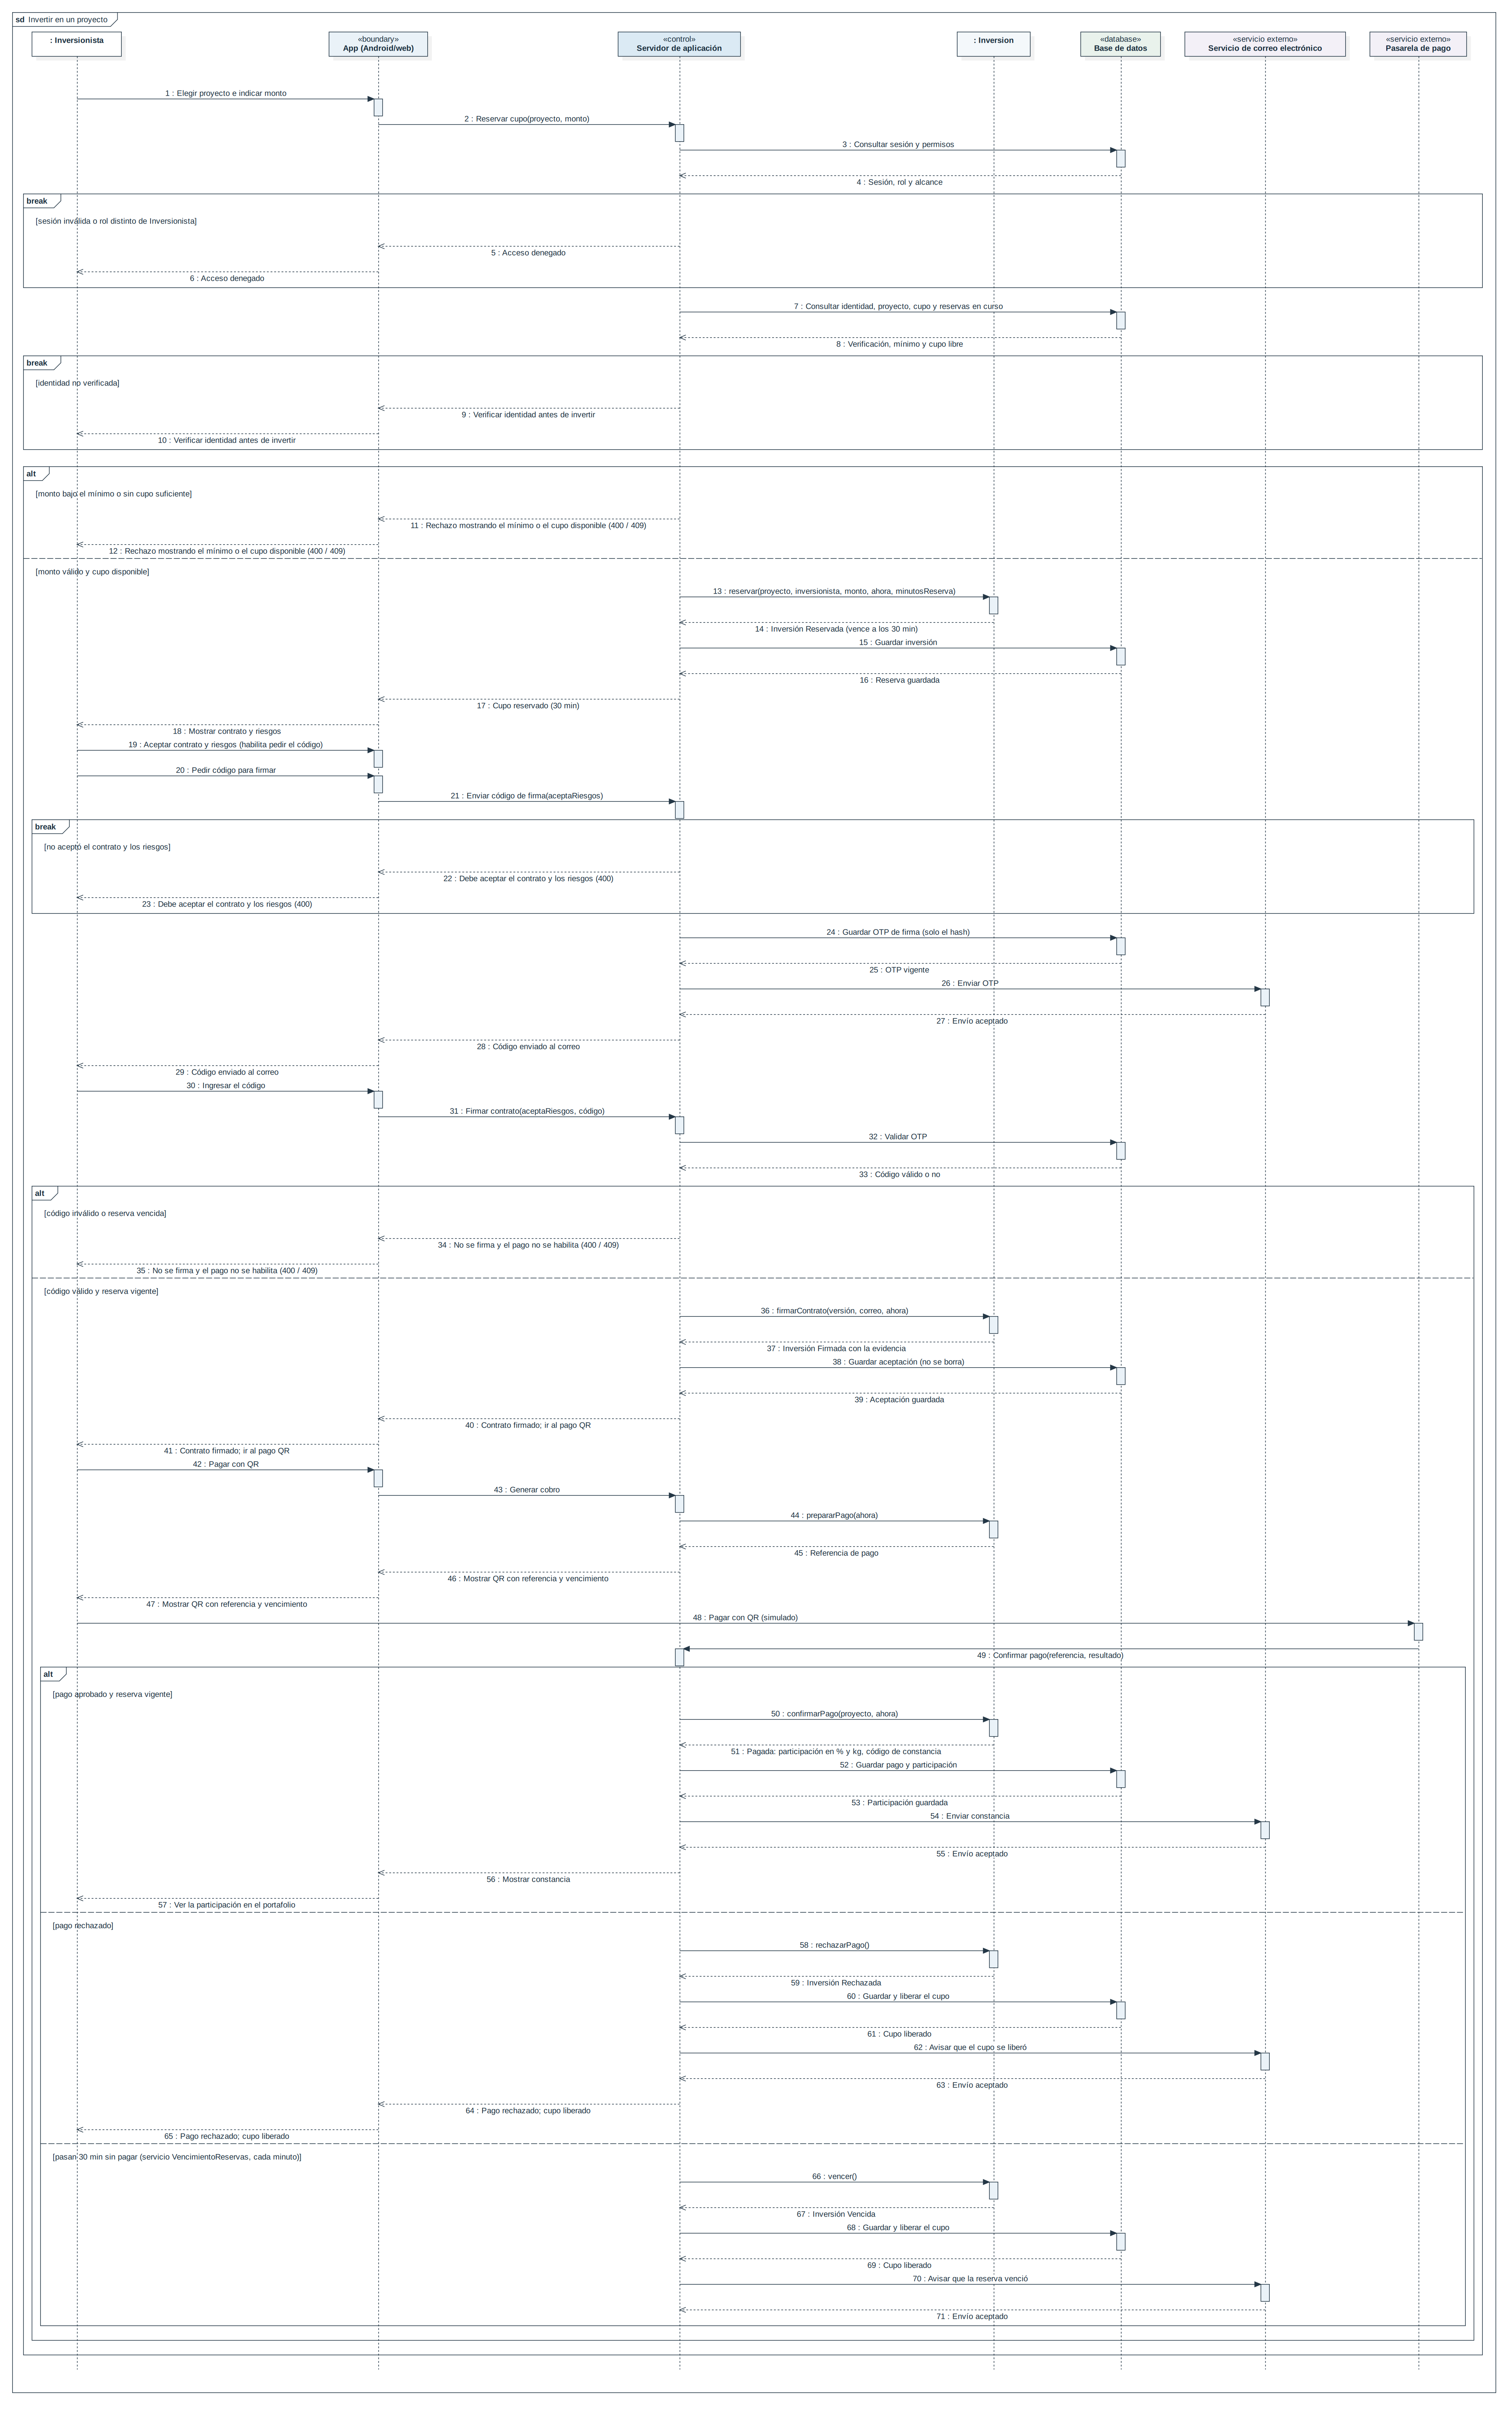 sd Invertir en un proyecto
: Inversionista
«boundary»
App (Android/web)
«control»
Servidor de aplicación
: Inversion
«database»
Base de datos
«servicio externo»
Servicio de correo electrónico
«servicio externo»
Pasarela de pago
1 : Elegir proyecto e indicar monto
2 : Reservar cupo(proyecto, monto)
3 : Consultar sesión y permisos
4 : Sesión, rol y alcance
break
[sesión inválida o rol distinto de Inversionista]
5 : Acceso denegado
6 : Acceso denegado
7 : Consultar identidad, proyecto, cupo y reservas en curso
8 : Verificación, mínimo y cupo libre
break
[identidad no verificada]
9 : Verificar identidad antes de invertir
10 : Verificar identidad antes de invertir
alt
[monto bajo el mínimo o sin cupo suficiente]
11 : Rechazo mostrando el mínimo o el cupo disponible (400 / 409)
12 : Rechazo mostrando el mínimo o el cupo disponible (400 / 409)
[monto válido y cupo disponible]
13 : reservar(proyecto, inversionista, monto, ahora, minutosReserva)
14 : Inversión Reservada (vence a los 30 min)
15 : Guardar inversión
16 : Reserva guardada
17 : Cupo reservado (30 min)
18 : Mostrar contrato y riesgos
19 : Aceptar contrato y riesgos (habilita pedir el código)
20 : Pedir código para firmar
21 : Enviar código de firma(aceptaRiesgos)
break
[no aceptó el contrato y los riesgos]
22 : Debe aceptar el contrato y los riesgos (400)
23 : Debe aceptar el contrato y los riesgos (400)
24 : Guardar OTP de firma (solo el hash)
25 : OTP vigente
26 : Enviar OTP
27 : Envío aceptado
28 : Código enviado al correo
29 : Código enviado al correo
30 : Ingresar el código
31 : Firmar contrato(aceptaRiesgos, código)
32 : Validar OTP
33 : Código válido o no
alt
[código inválido o reserva vencida]
34 : No se firma y el pago no se habilita (400 / 409)
35 : No se firma y el pago no se habilita (400 / 409)
[código válido y reserva vigente]
36 : firmarContrato(versión, correo, ahora)
37 : Inversión Firmada con la evidencia
38 : Guardar aceptación (no se borra)
39 : Aceptación guardada
40 : Contrato firmado; ir al pago QR
41 : Contrato firmado; ir al pago QR
42 : Pagar con QR
43 : Generar cobro
44 : prepararPago(ahora)
45 : Referencia de pago
46 : Mostrar QR con referencia y vencimiento
47 : Mostrar QR con referencia y vencimiento
48 : Pagar con QR (simulado)
49 : Confirmar pago(referencia, resultado)
alt
[pago aprobado y reserva vigente]
50 : confirmarPago(proyecto, ahora)
51 : Pagada: participación en % y kg, código de constancia
52 : Guardar pago y participación
53 : Participación guardada
54 : Enviar constancia
55 : Envío aceptado
56 : Mostrar constancia
57 : Ver la participación en el portafolio
[pago rechazado]
58 : rechazarPago()
59 : Inversión Rechazada
60 : Guardar y liberar el cupo
61 : Cupo liberado
62 : Avisar que el cupo se liberó
63 : Envío aceptado
64 : Pago rechazado; cupo liberado
65 : Pago rechazado; cupo liberado
[pasan 30 min sin pagar (servicio VencimientoReservas, cada minuto)]
66 : vencer()
67 : Inversión Vencida
68 : Guardar y liberar el cupo
69 : Cupo liberado
70 : Avisar que la reserva venció
71 : Envío aceptado